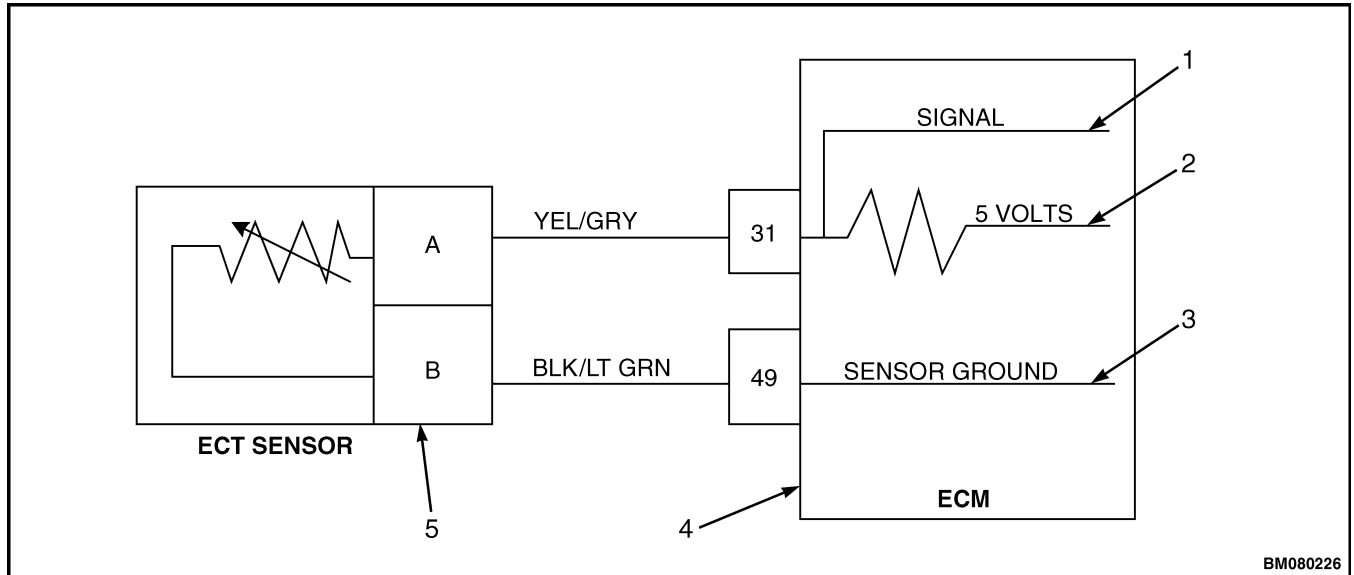 1
SIGNAL
2
5 VOLTS
YEL/GRY
31
A
3
BLK/LT GRN
49
SENSOR GROUND
B
ECT SENSOR
ECM
4
5
BM080226